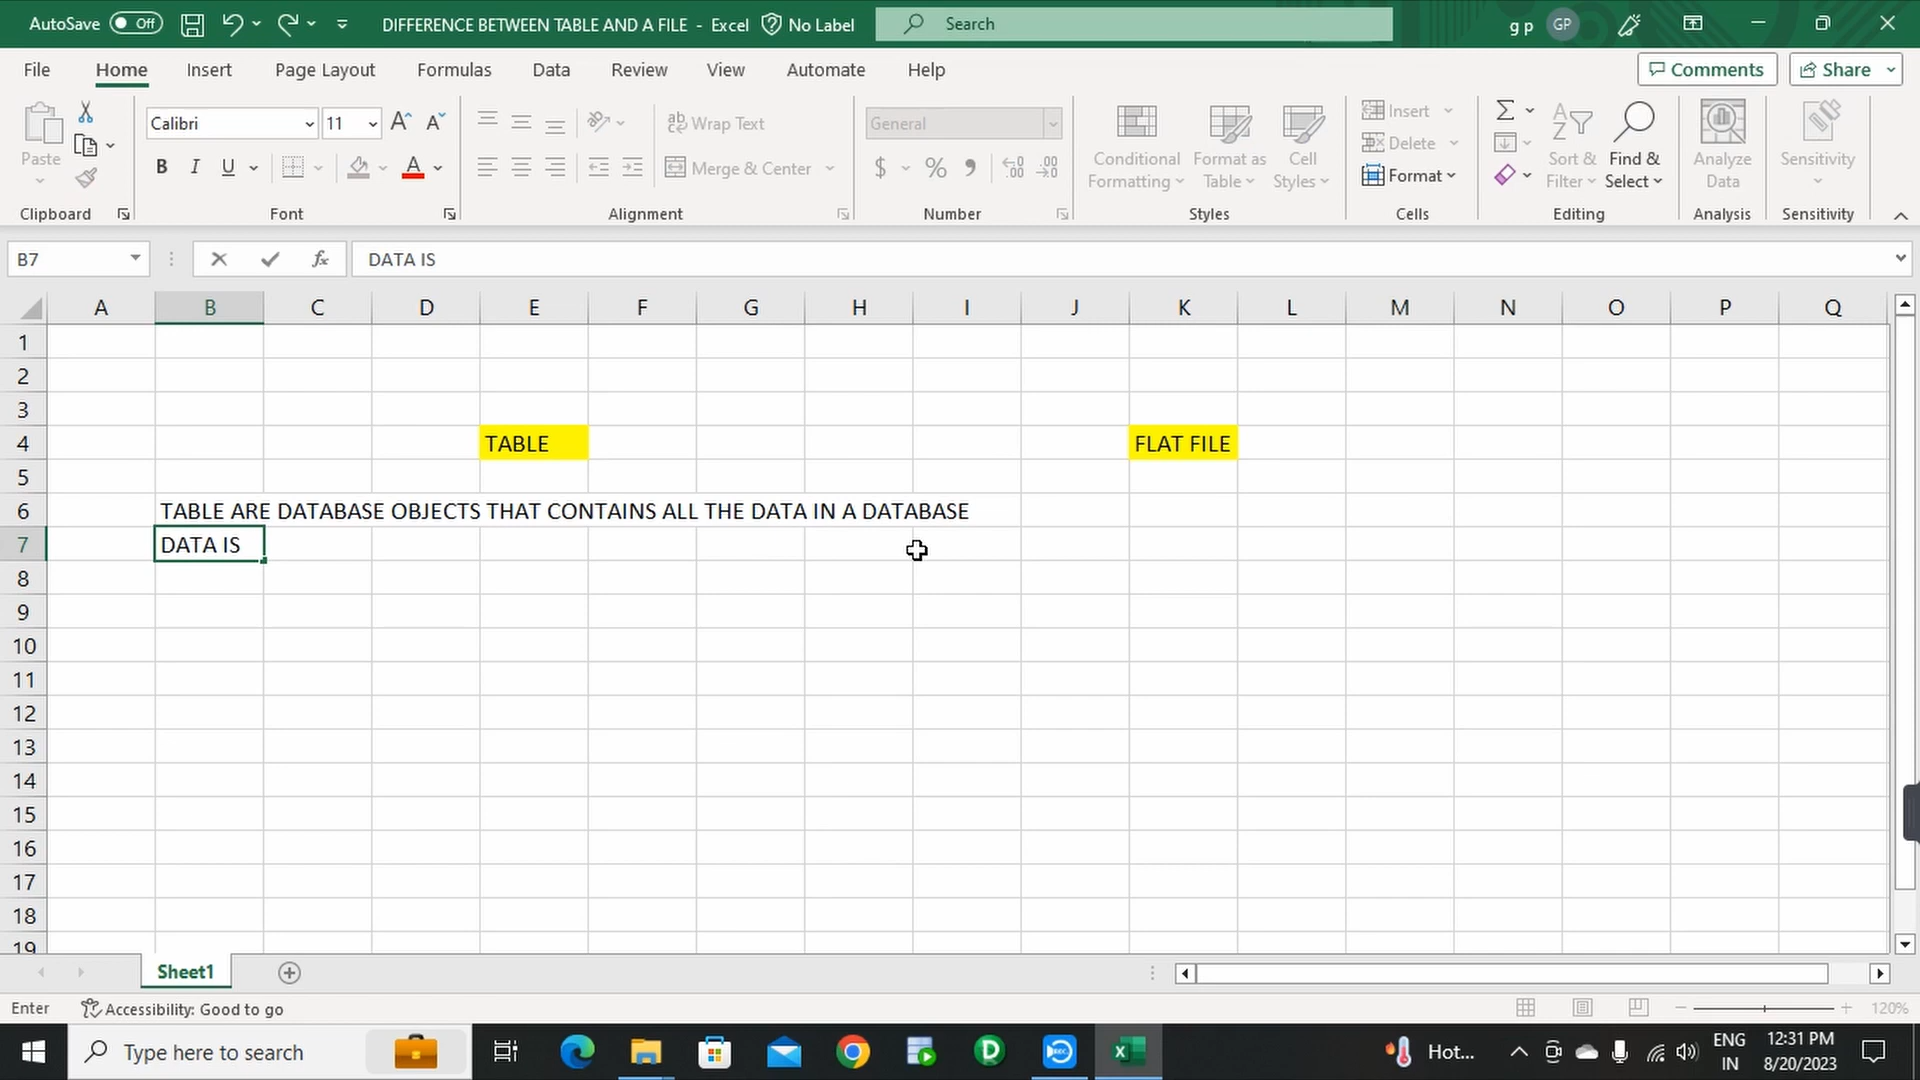 AutoSave Off DIFFERENCE BETWEEN TABLE AND A FILE - Excel No Label Search g p GP
File Home Insert Page Layout Formulas Data Review View Automate Help Comments Share
Paste
Clipboard
Calibri 11 A A
B I U A
Font
ab Wrap Text
Merge & Center
Alignment
General
$ % 9
Number
Conditional Formatting
Format as Table
Cell Styles
Styles
Insert
Delete
Format
Cells
Sort & Filter
Find & Select
Editing
Analyze Data
Analysis
Sensitivity
Sensitivity
B7 fx DATA IS
A B C D E F G H I J K L M N O P Q
1
2
3
4 TABLE FLAT FILE
5
6 TABLE ARE DATABASE OBJECTS THAT CONTAINS ALL THE DATA IN A DATABASE
7 DATA IS
8
9
10
11
12
13
14
15
16
17
18
19
Sheet1
Enter Accessibility: Good to go 120%
Type here to search Hot... ENG IN 12:31 PM 8/20/2023